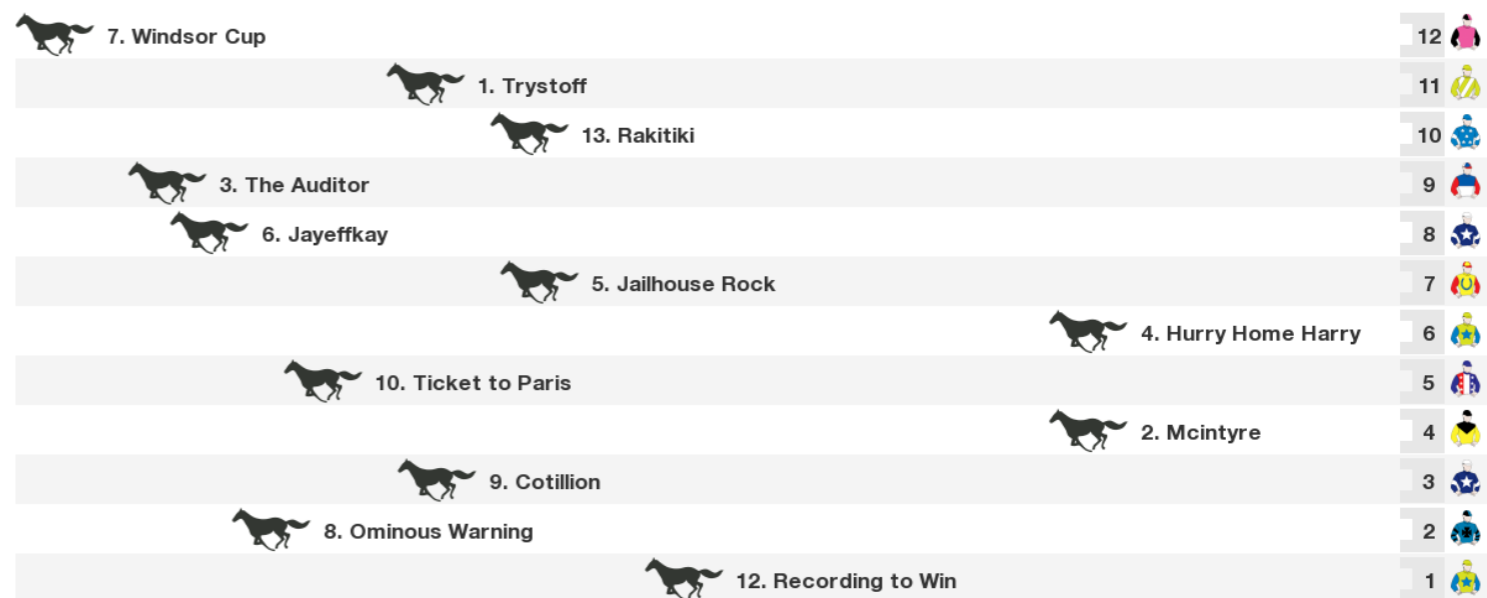 7. Windsor Cup 12
1. Trystoff 11
13. Rakitiki 10
3. The Auditor 9
6. Jayeffkay 8
5. Jailhouse Rock 7
4. Hurry Home Harry 6
10. Ticket to Paris 5
2. Mcintyre 4
9. Cotillion 3
8. Ominous Warning 2
12. Recording to Win 1